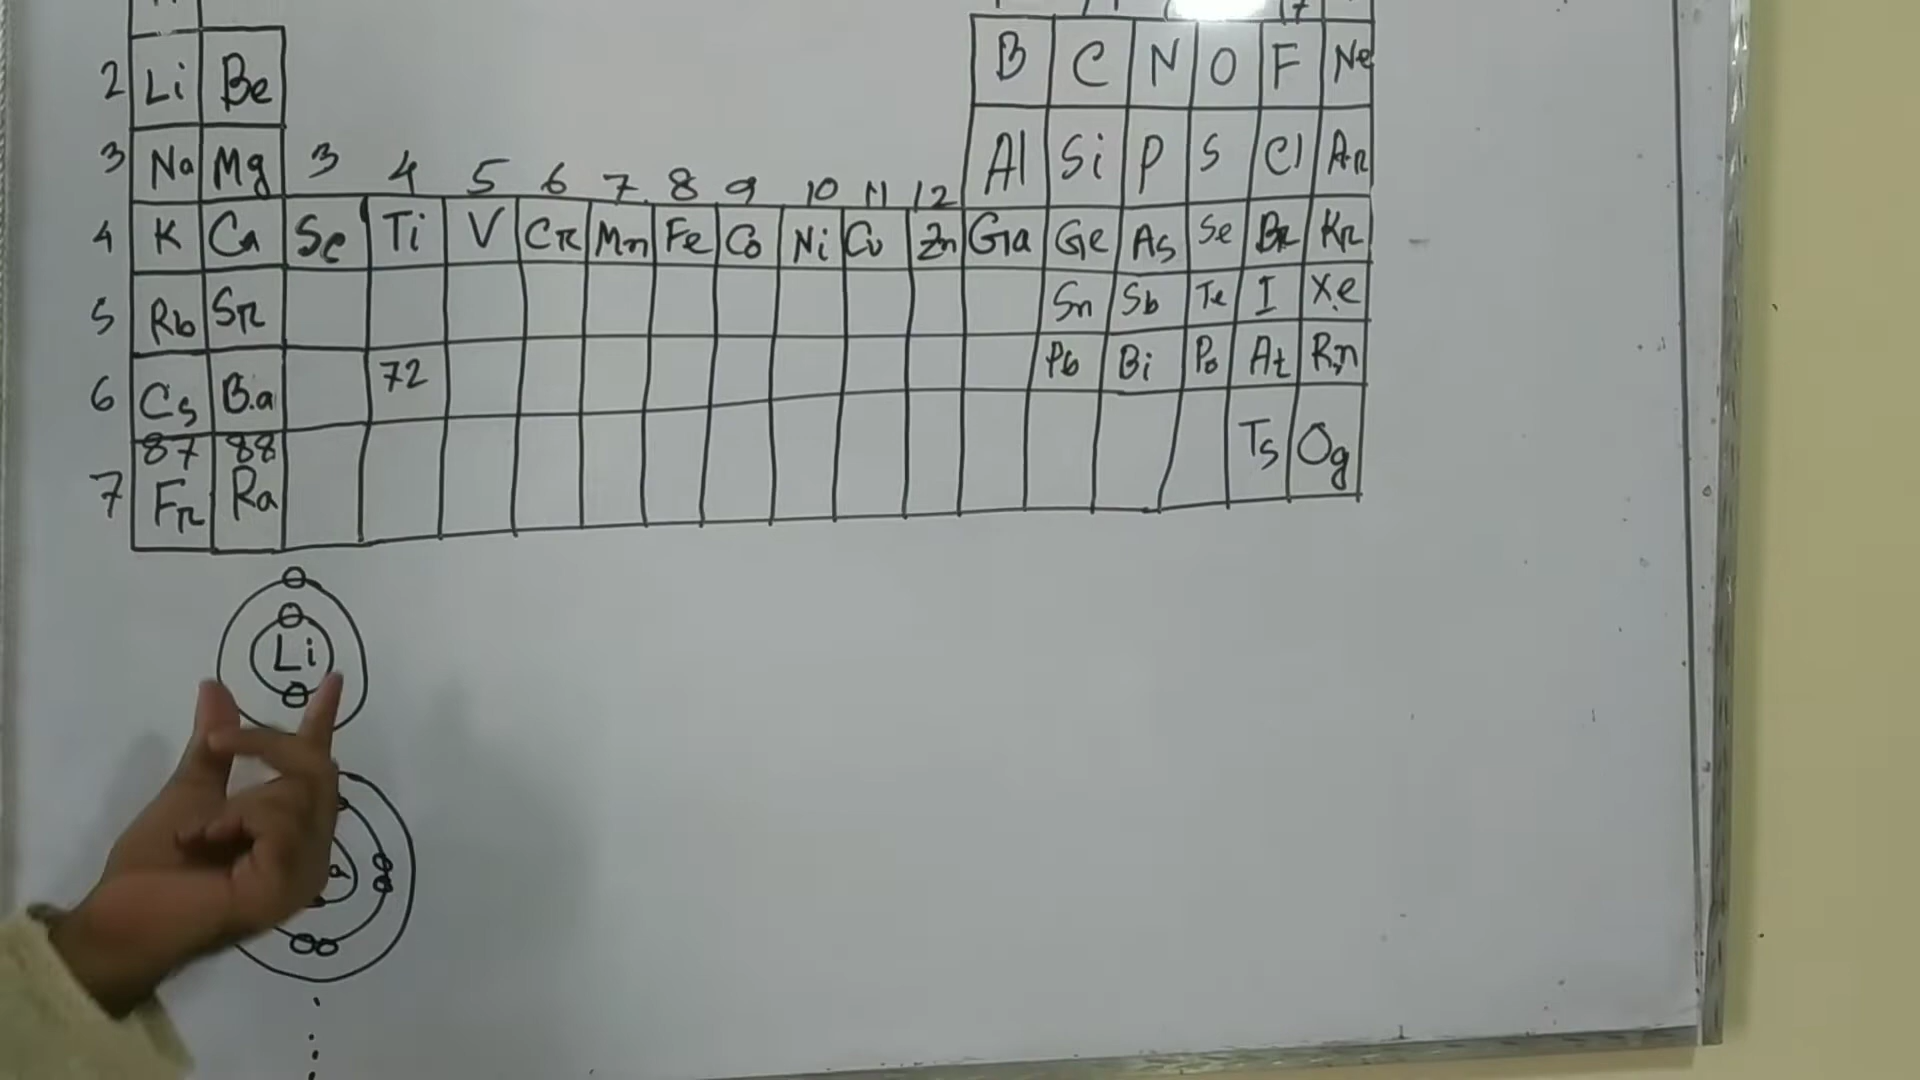 17
B C N O F Ne
2 Li Be
Al Si P S Cl Ar
3 Na Mg 3 4 5 6 7 8 9 10 11 12
4 K Ca Sc Ti V Cr Mn Fe Co Ni Cu Zn Ga Ge As Se Br Kr
5 Rb Sr Sn Sb Te I Xe
6 Cs Ba 72 Pb Bi Po At Rn
87 88
7 Fr Ra Ts Og
Li
a